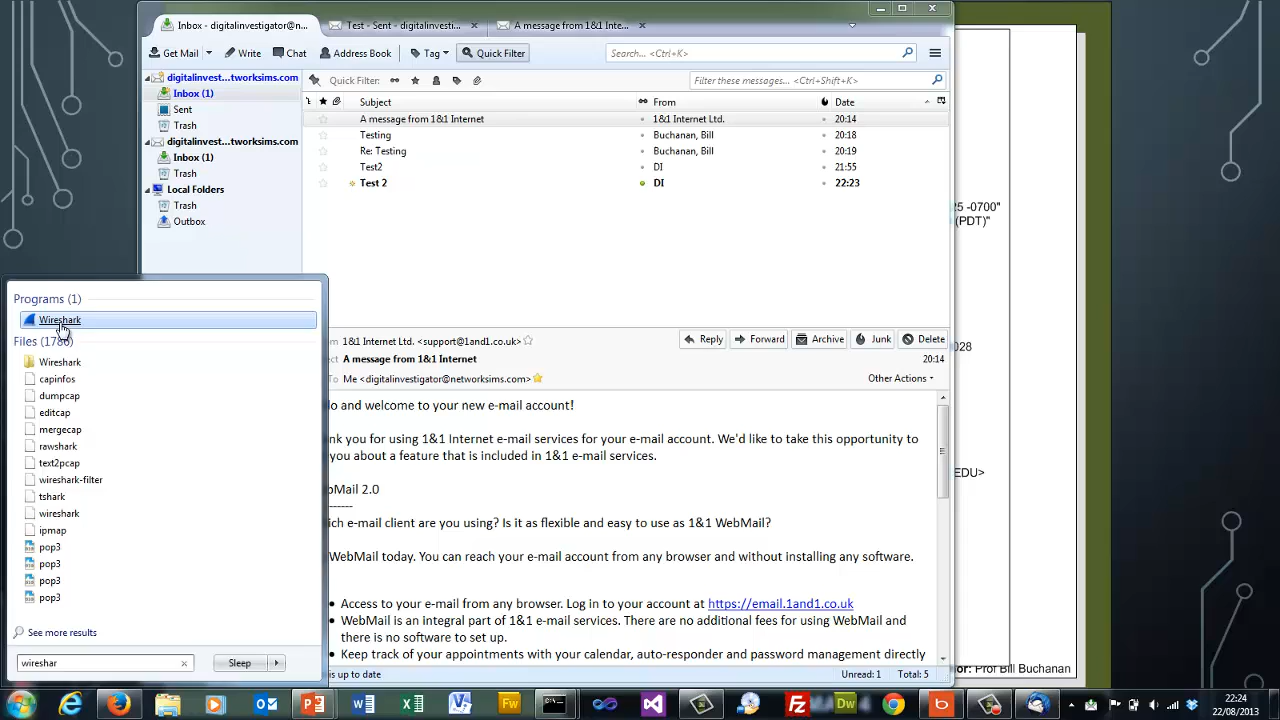 Inbox - digitalinvestigator@n...
Test - Sent - digitalinvesti...
A message from 1&1 Inte...
Get Mail
Write
Chat
Address Book
Tag
Quick Filter
Search... <Ctrl+K>
digitalinvest...tworksims.com
Inbox (1)
Sent
Trash
digitalinvest...tworksims.com
Inbox (1)
Trash
Local Folders
Trash
Outbox
Quick Filter:
Filter these messages... <Ctrl+Shift+K>
Subject From Date
A message from 1&1 Internet 1&1 Internet Ltd. 20:14
Testing Buchanan, Bill 20:18
Re: Testing Buchanan, Bill 20:19
Test2 DI 21:55
Test 2 DI 22:23
25 -0700"
(PDT)"
028
EDU>
or: Prof Bill Buchanan
Programs (1)
Wireshark
Files (1786)
Wireshark
capinfos
dumpcap
editcap
mergecap
rawshark
text2pcap
wireshark-filter
tshark
wireshark
ipmap
pop3
pop3
pop3
pop3
See more results
wireshar
Sleep
om 1&1 Internet Ltd. <support@1and1.co.uk>
Reply
Forward
Archive
Junk
Delete
ect A message from 1&1 Internet 20:14
To Me <digitalinvestigator@networksims.com>
Other Actions
lo and welcome to your new e-mail account!
nk you for using 1&1 Internet e-mail services for your e-mail account. We'd like to take this opportunity to
you about a feature that is included in 1&1 e-mail services.
bMail 2.0
------
ich e-mail client are you using? Is it as flexible and easy to use as 1&1 WebMail?
WebMail today. You can reach your e-mail account from any browser and without installing any software.
• Access to your e-mail from any browser. Log in to your account at https://email.1and1.co.uk
• WebMail is an integral part of 1&1 e-mail services. There are no additional fees for using WebMail and
there is no software to set up.
• Keep track of your appointments with your calendar, auto-responder and password management directly
is up to date
Unread: 1
Total: 5
22:24
22/08/2013